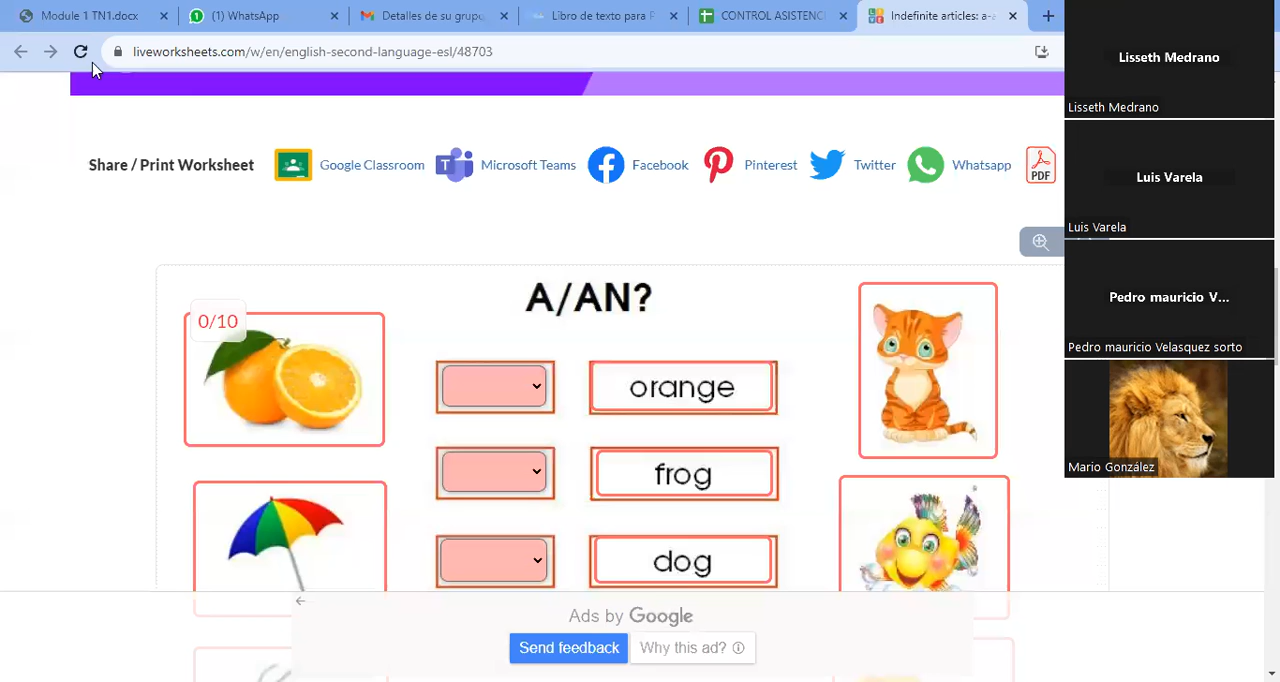 Module 1 TN1.docx
(1) WhatsApp
Detalles de su grupo
Libro de texto para P
CONTROL ASISTENC
Indefinite articles: a-a
liveworksheets.com/w/en/english-second-language-esl/48703
Share / Print Worksheet
Google Classroom
Microsoft Teams
Facebook
Pinterest
Twitter
Whatsapp
PDF
A/AN?
0/10
orange
frog
dog
Ads by Google
Send feedback
Why this ad?
Lisseth Medrano
Lisseth Medrano
Luis Varela
Luis Varela
Pedro mauricio V...
Pedro mauricio Velasquez sorto
Mario González